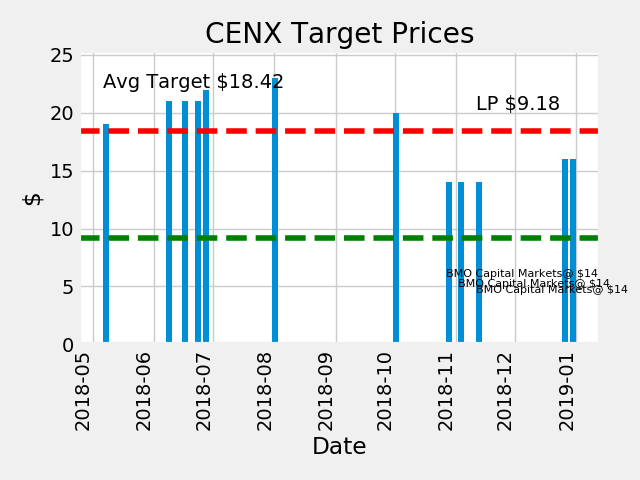 CENX Target Prices
25
Avg Target $18.42
LP $9.18
20
15
10
BMO Capital Markets@ $14
BMO Capital Markets@ $14
BMO Capital Markets@ $14
5
0
$
2018-05
2018-06
2018-07
2018-08
2018-09
2018-10
2018-11
2018-12
2019-01
Date